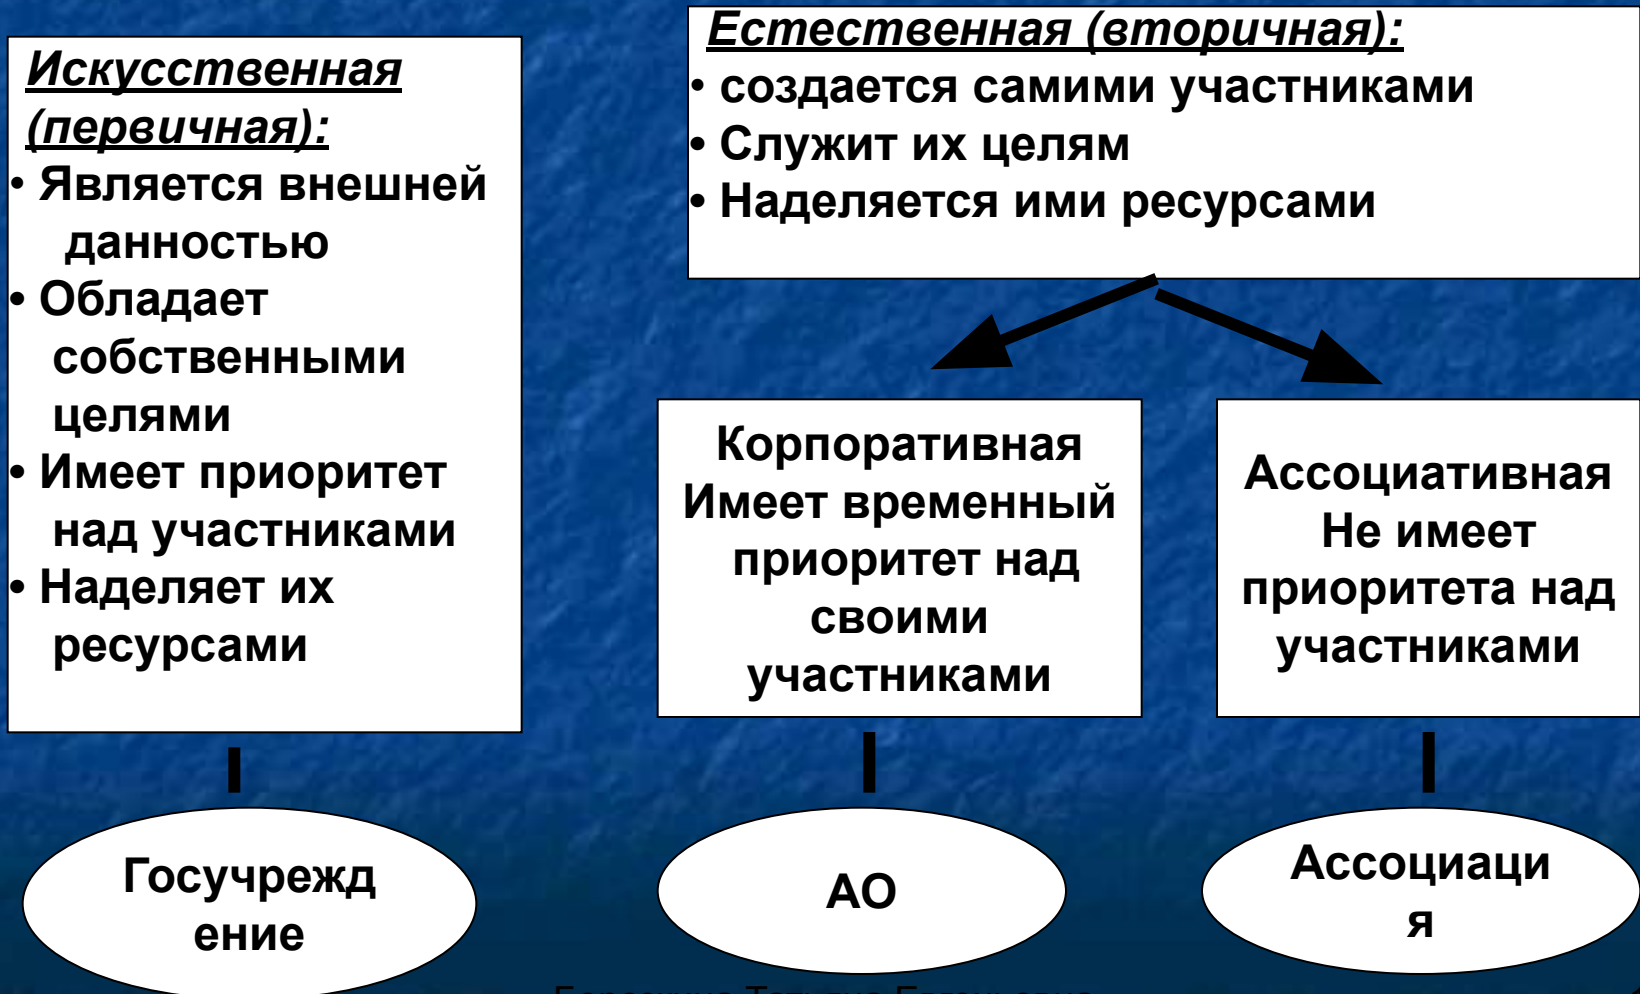 Искусственная
(первичная):
• Является внешней
данностью
• Обладает
собственными
целями
• Имеет приоритет
над участниками
• Наделяет их
ресурсами
Естественная (вторичная):
• создается самими участниками
• Служит их целям
• Наделяется ими ресурсами
Корпоративная
Имеет временный
приоритет над
своими
участниками
Ассоциативная
Не имеет
приоритета над
участниками
Госучрежд
ение
АО
Ассоциаци
я
Татьяна Евгеньевна